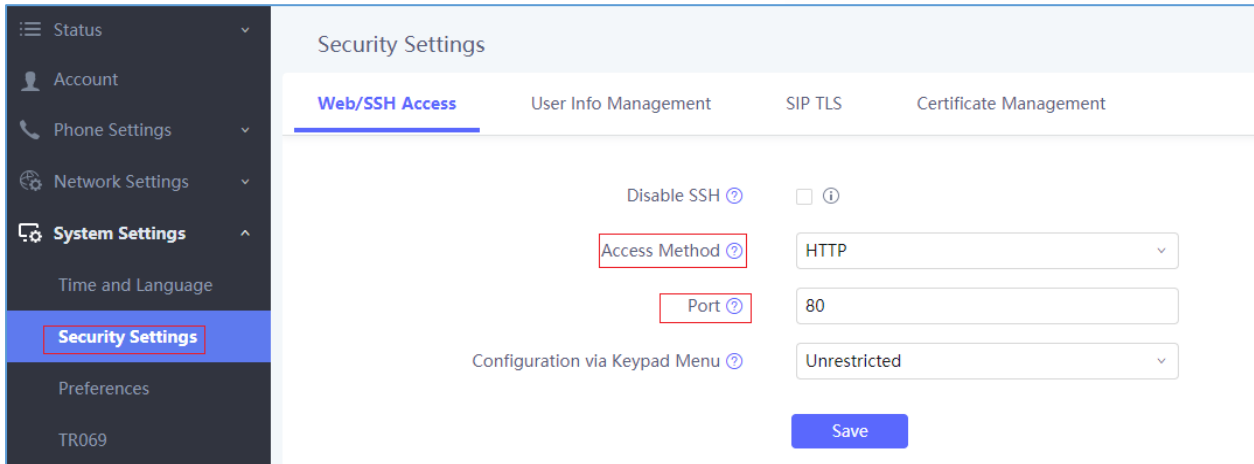 Status
Account
Phone Settings
Network Settings
System Settings
Time and Language
Security Settings
Preferences
TR069
Security Settings
Web/SSH Access User Info Management SIP TLS Certificate Management
Disable SSH
Access Method HTTP
Port 80
Configuration via Keypad Menu Unrestricted
Save